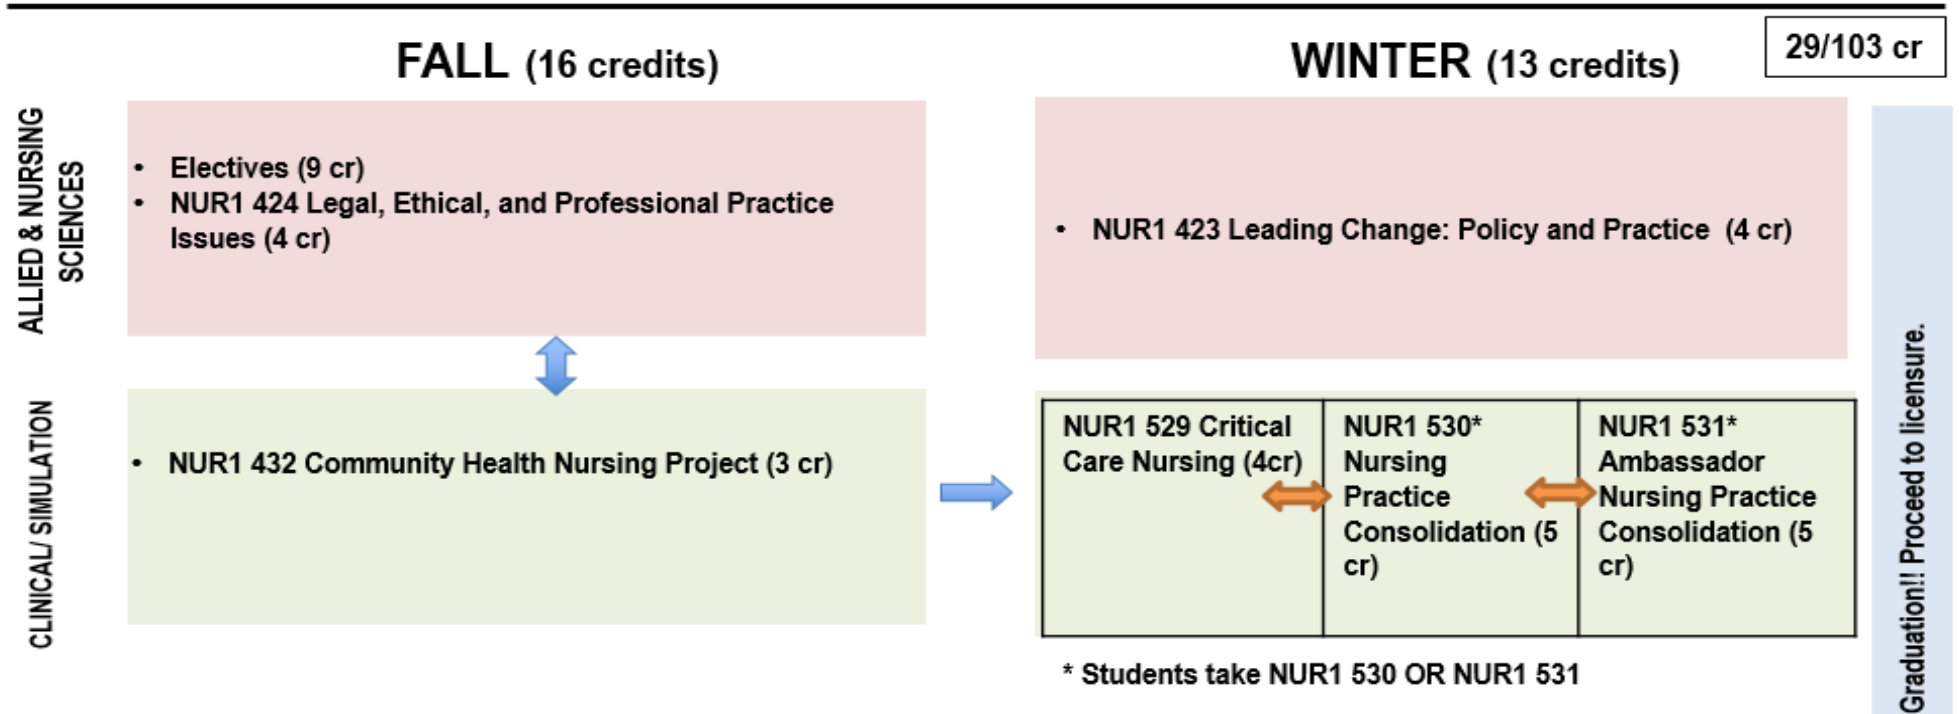 FALL (16 credits)
WINTER (13 credits)
29/103 cr
ALLIED & NURSING
SCIENCES
• Electives (9 cr)
• NUR1 424 Legal, Ethical, and Professional Practice
Issues (4 cr)
• NUR1 423 Leading Change: Policy and Practice (4 cr)
CLINICAL/ SIMULATION
• NUR1 432 Community Health Nursing Project (3 cr)
NUR1 529 Critical
Care Nursing (4cr)
NUR1 530*
Nursing
Practice
Consolidation (5
cr)
NUR1 531*
Ambassador
Nursing Practice
Consolidation (5
cr)
* Students take NUR1 530 OR NUR1 531
Graduation!! Proceed to licensure.